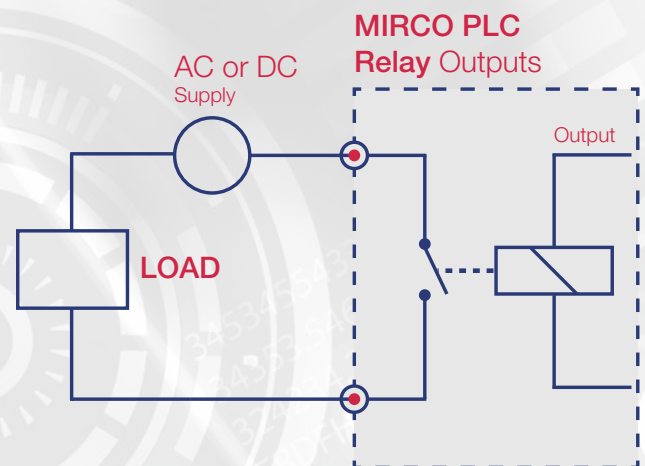 MIRCO PLC
Relay Outputs
AC or DC
Supply
Output
LOAD